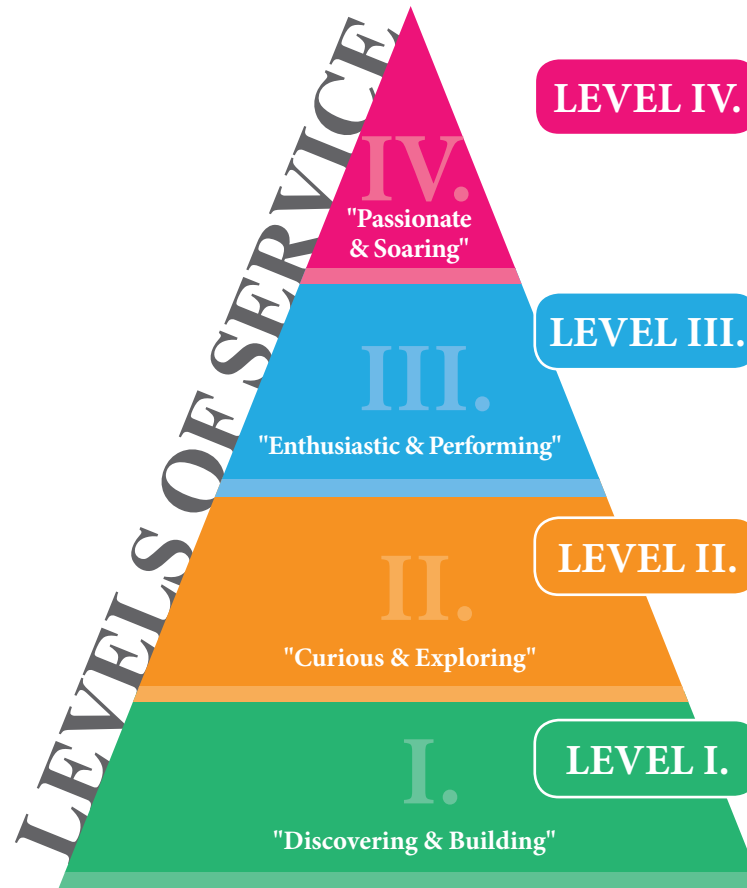 LEVELS OF SERVICE
LEVEL IV.
IV.
"Passionate
& Soaring"
LEVEL III.
III.
"Enthusiastic & Performing"
LEVEL II.
II.
"Curious & Exploring"
LEVEL I.
I.
"Discovering & Building"